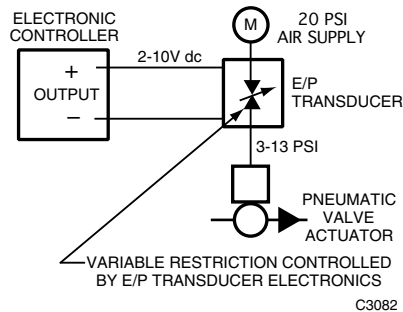 ELECTRONIC
CONTROLLER
+
OUTPUT
–
2-10V dc
M
20 PSI
AIR SUPPLY
E/P
TRANSDUCER
3-13 PSI
PNEUMATIC
VALVE
ACTUATOR
VARIABLE RESTRICTION CONTROLLED
BY E/P TRANSDUCER ELECTRONICS
C3082